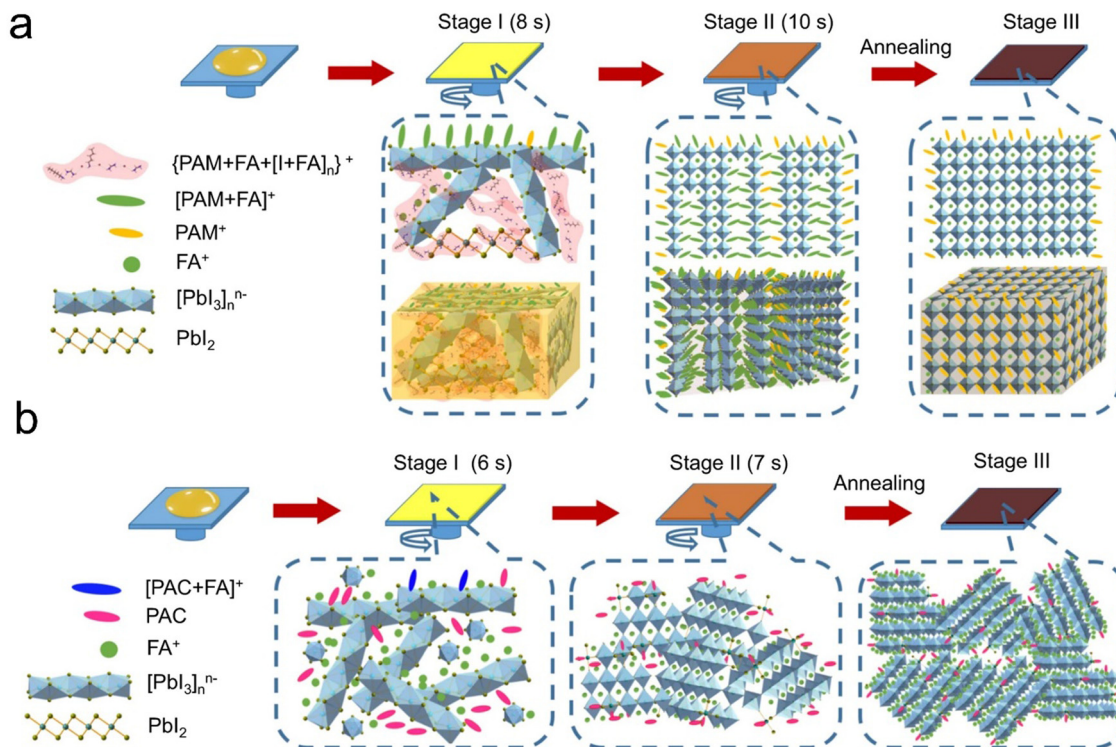 a
Stage I (8 s)
Stage II (10 s)
Annealing
Stage III
{PAM+FA+[I+FA]ₙ}⁺
[PAM+FA]⁺
PAM⁺
FA⁺
[PbI₃]ₙⁿ⁻
PbI₂
b
Stage I (6 s)
Stage II (7 s)
Annealing
Stage III
[PAC+FA]⁺
PAC
FA⁺
[PbI₃]ₙⁿ⁻
PbI₂